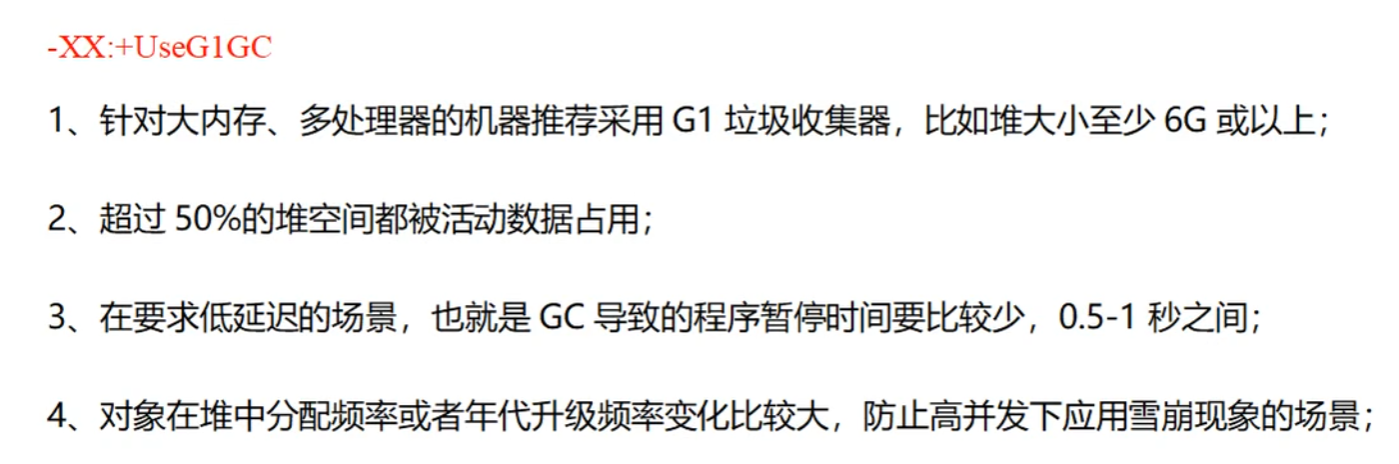 -XX:+UseG1GC
1、针对大内存、多处理器的机器推荐采用 G1 垃圾收集器，比如堆大小至少 6G 或以上；
2、超过 50%的堆空间都被活动数据占用；
3、在要求低延迟的场景，也就是 GC 导致的程序暂停时间要比较少，0.5-1 秒之间；
4、对象在堆中分配频率或者年代升级频率变化比较大，防止高并发下应用雪崩现象的场景；